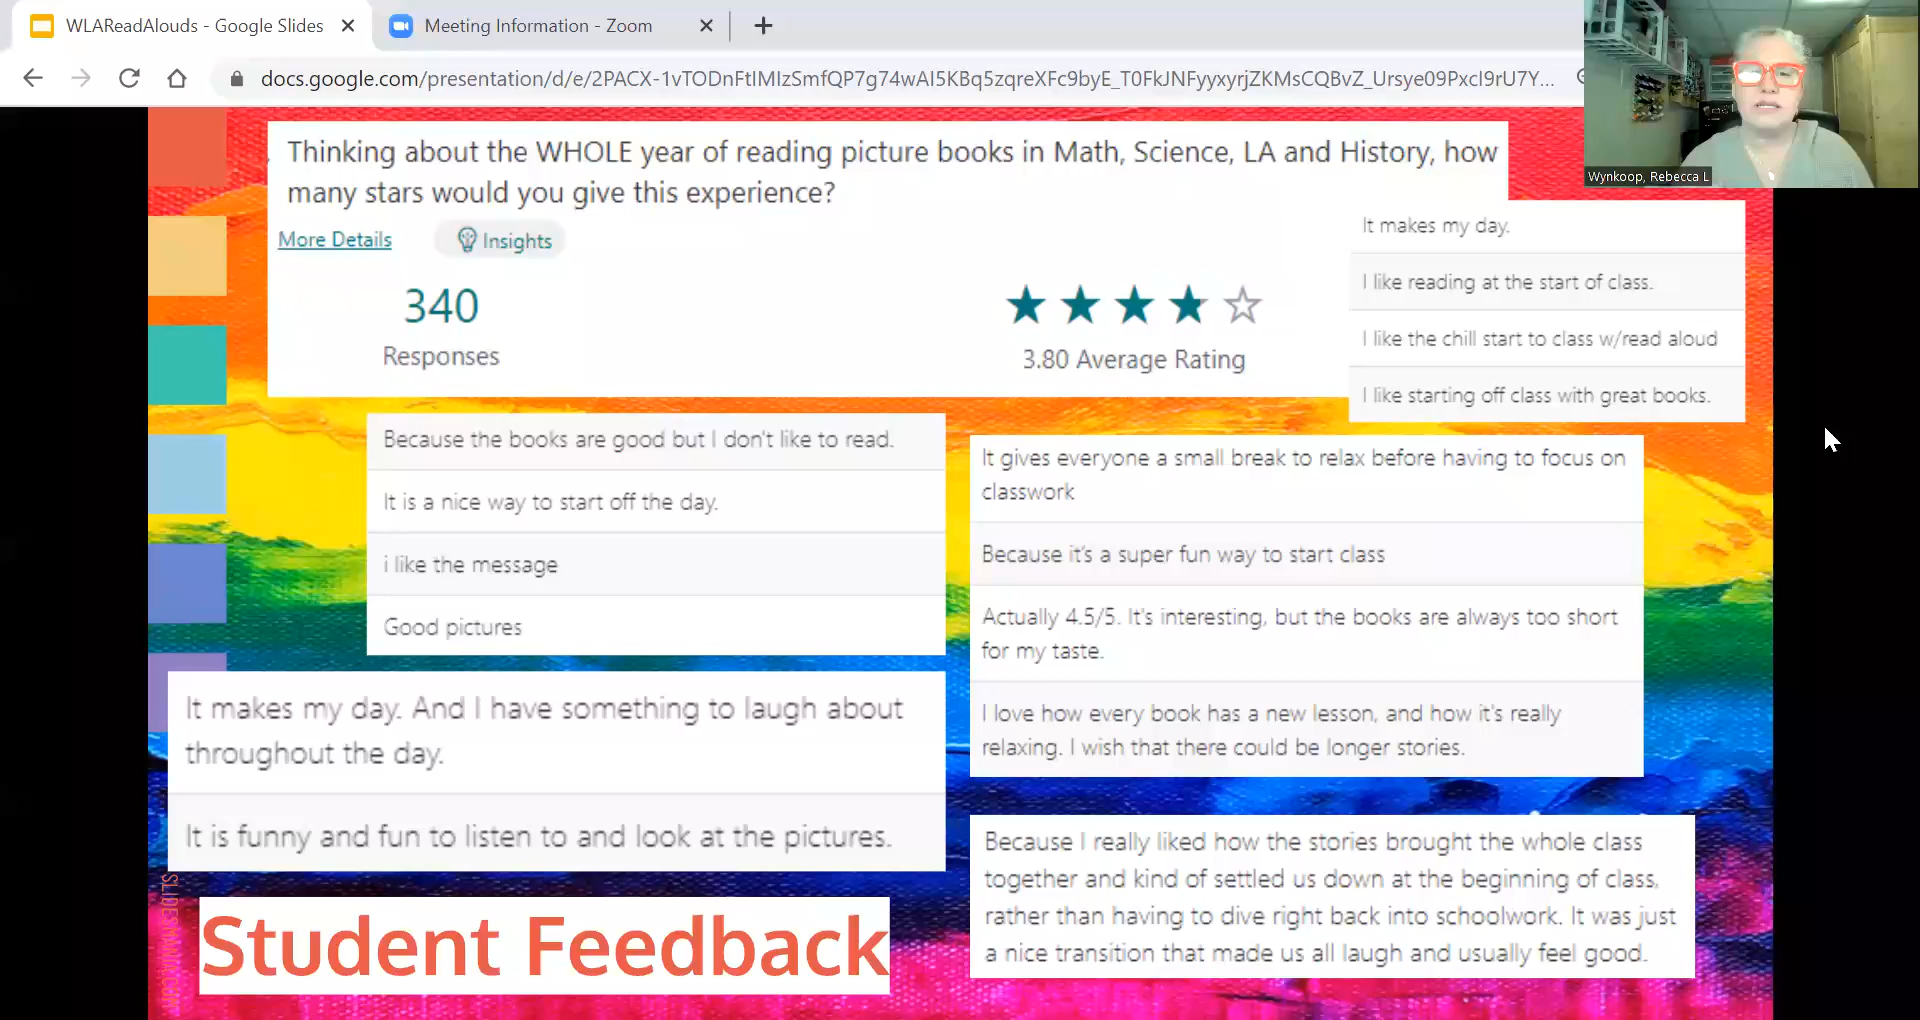 WLAReadAlouds - Google Slides
Meeting Information - Zoom
docs.google.com/presentation/d/e/2PACX-1vTODnFtIMIzSmfQP7g74wAI5KBq5zqreXFc9byE_T0FkJNFyyxyrjZKMsCQBvZ_Ursye09Pxcl9rU7Y...
Wynkoop, Rebecca L
Thinking about the WHOLE year of reading picture books in Math, Science, LA and History, how
many stars would you give this experience?
More Details
Insights
340
Responses
3.80 Average Rating
It makes my day.
I like reading at the start of class.
I like the chill start to class w/read aloud
I like starting off class with great books.
Because the books are good but I don't like to read.
It is a nice way to start off the day.
i like the message
Good pictures
It gives everyone a small break to relax before having to focus on
classwork
Because it's a super fun way to start class
Actually 4.5/5. It's interesting, but the books are always too short
for my taste.
I love how every book has a new lesson, and how it's really
relaxing. I wish that there could be longer stories.
It makes my day. And I have something to laugh about
throughout the day.
It is funny and fun to listen to and look at the pictures.
Because I really liked how the stories brought the whole class
together and kind of settled us down at the beginning of class,
rather than having to dive right back into schoolwork. It was just
a nice transition that made us all laugh and usually feel good.
Student Feedback